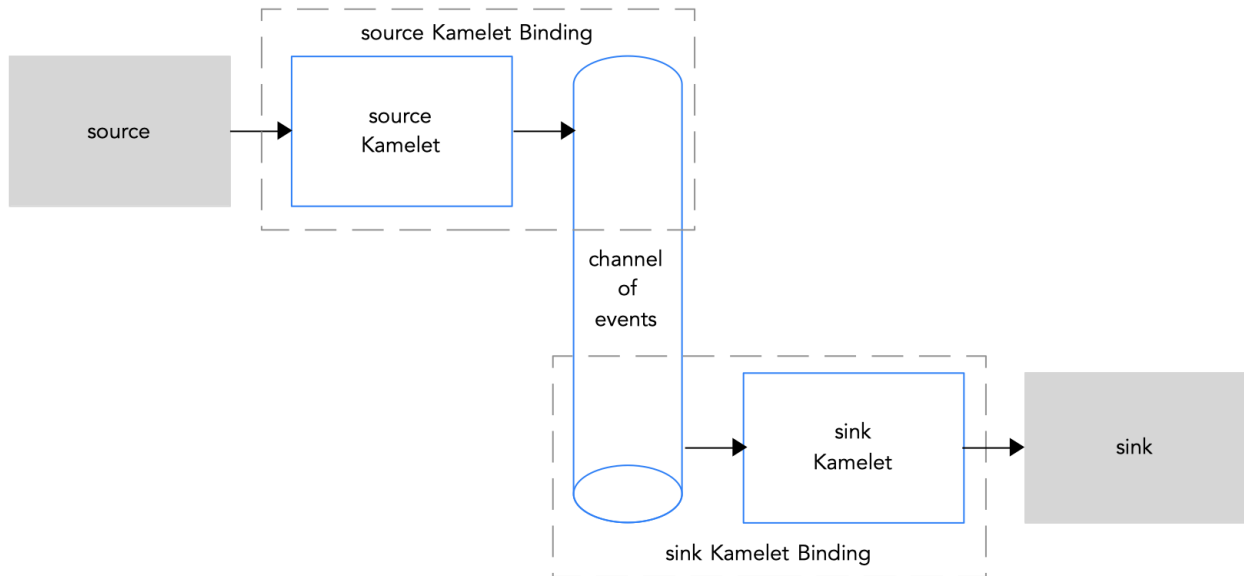 source Kamelet Binding
source
source
Kamelet
channel
of
events
sink
Kamelet
sink
sink Kamelet Binding